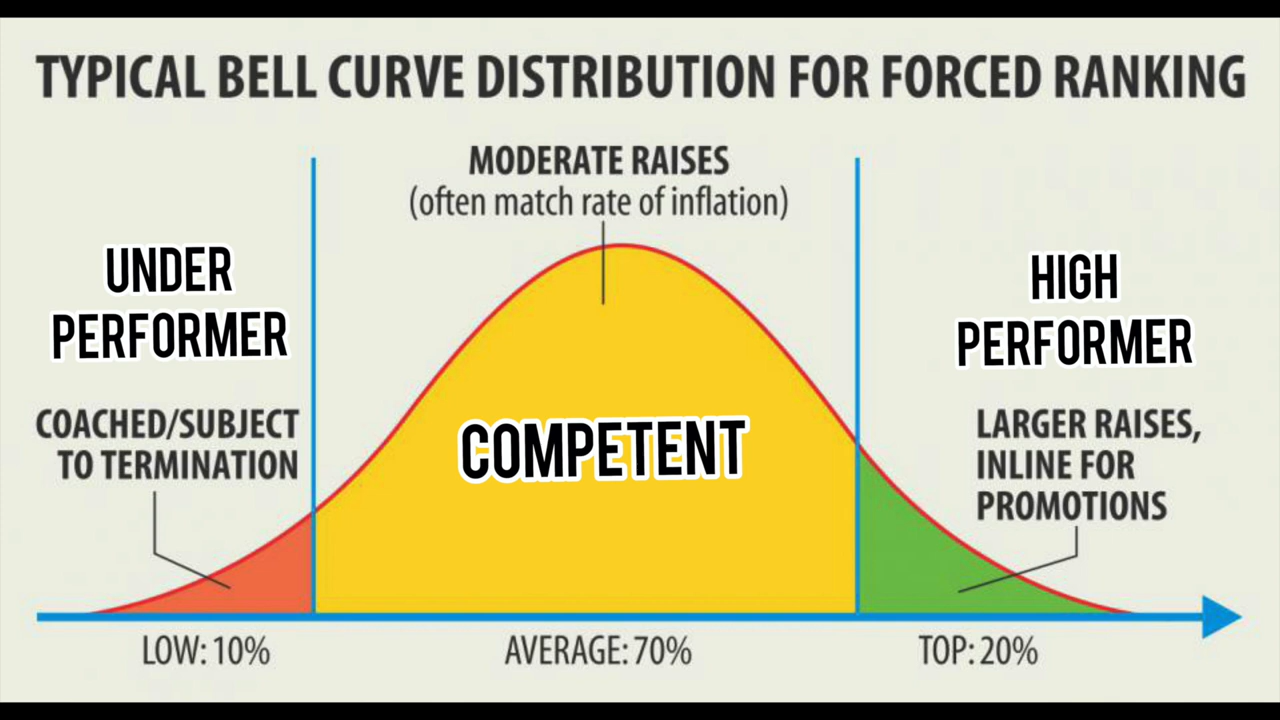 TYPICAL BELL CURVE DISTRIBUTION FOR FORCED RANKING
MODERATE RAISES
(often match rate of inflation)
UNDER
PERFORMER
COACHED/SUBJECT
TO TERMINATION
COMPETENT
HIGH
PERFORMER
LARGER RAISES,
INLINE FOR
PROMOTIONS
LOW: 10%
AVERAGE: 70%
TOP: 20%